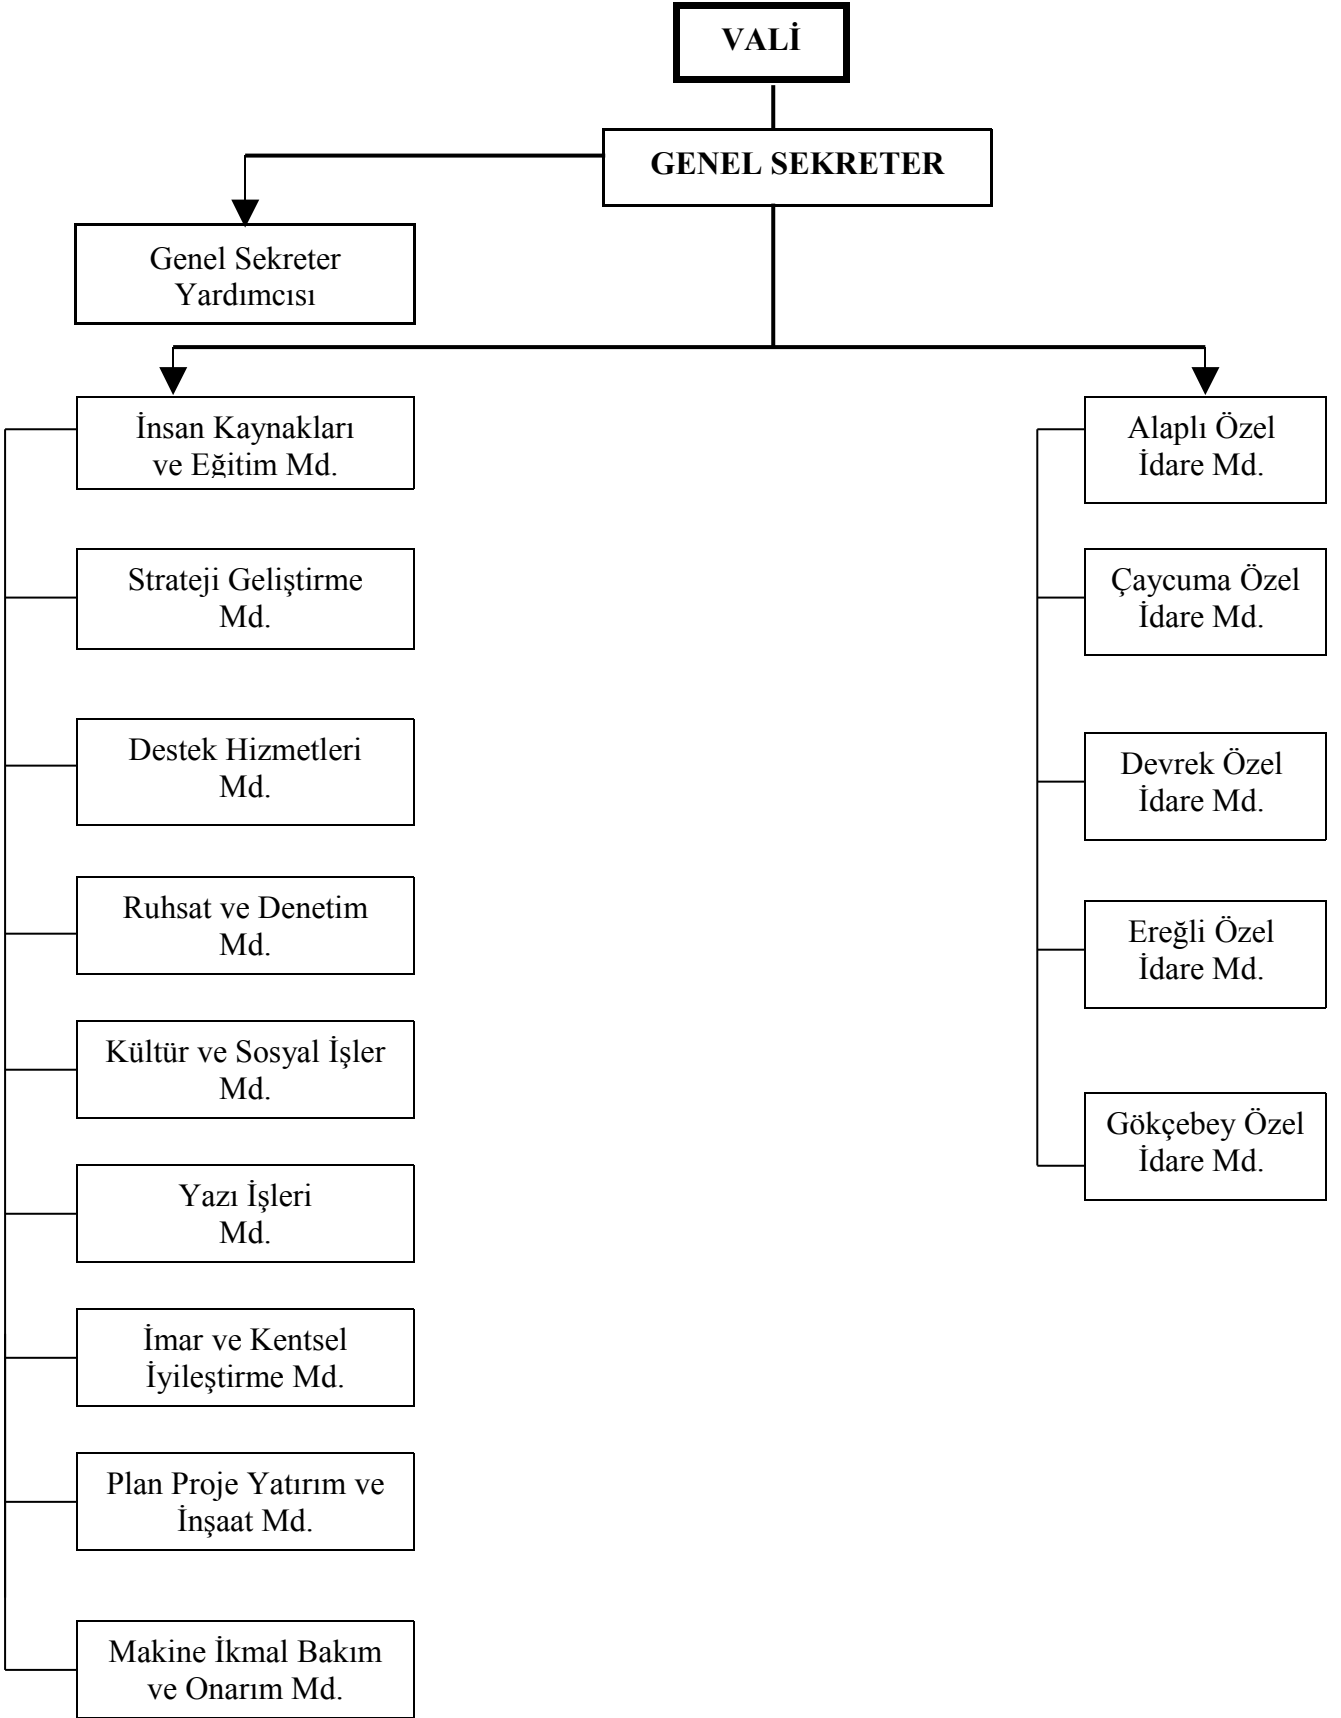 VALİ
GENEL SEKRETER
Genel Sekreter
Yardımcısı
İnsan Kaynakları
ve Eğitim Md.
Strateji Geliştirme
Md.
Destek Hizmetleri
Md.
Ruhsat ve Denetim
Md.
Kültür ve Sosyal İşler
Md.
Yazı İşleri
Md.
İmar ve Kentsel
İyileştirme Md.
Plan Proje Yatırım ve
İnşaat Md.
Makine İkmal Bakım
ve Onarım Md.
Alaplı Özel
İdare Md.
Çaycuma Özel
İdare Md.
Devrek Özel
İdare Md.
Ereğli Özel
İdare Md.
Gökçebey Özel
İdare Md.